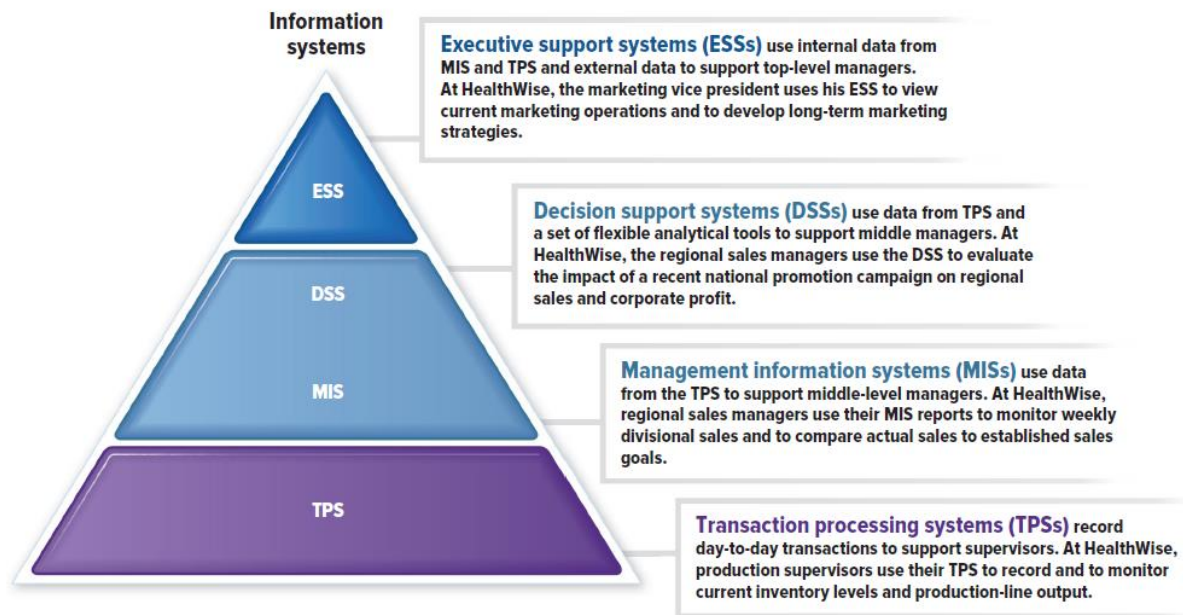 Information
systems
Executive support systems (ESSs) use internal data from
MIS and TPS and external data to support top-level managers.
At HealthWise, the marketing vice president uses his ESS to view
current marketing operations and to develop long-term marketing
strategies.
ESS
Decision support systems (DSSs) use data from TPS and
a set of flexible analytical tools to support middle managers. At
HealthWise, the regional sales managers use the DSS to evaluate
the impact of a recent national promotion campaign on regional
sales and corporate profit.
DSS
Management information systems (MISs) use data
from the TPS to support middle-level managers. At HealthWise,
regional sales managers use their MIS reports to monitor weekly
divisional sales and to compare actual sales to established sales
goals.
MIS
TPS
Transaction processing systems (TPSs) record
day-to-day transactions to support supervisors. At HealthWise,
production supervisors use their TPS to record and to monitor
current inventory levels and production-line output.